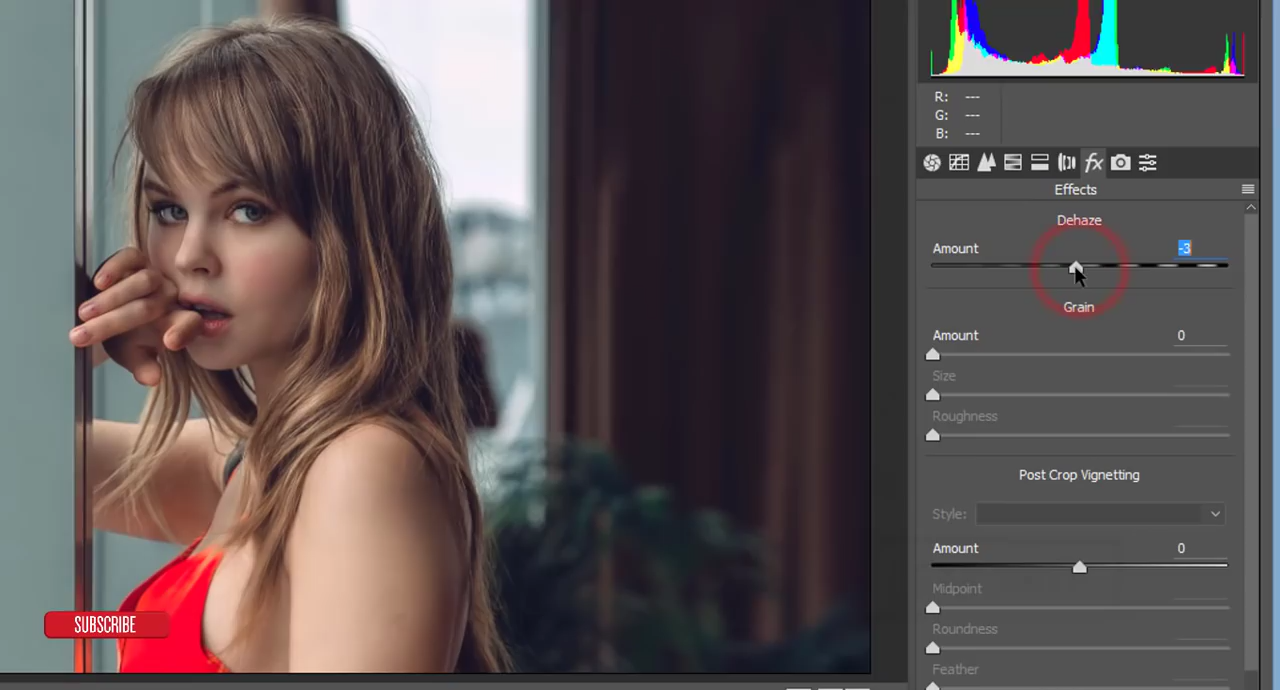 R: ---
G: ---
B: ---
fx
Effects
Dehaze
Amount -3
Grain
Amount 0
Size
Roughness
Post Crop Vignetting
Style:
Amount 0
Midpoint
Roundness
Feather
SUBSCRIBE